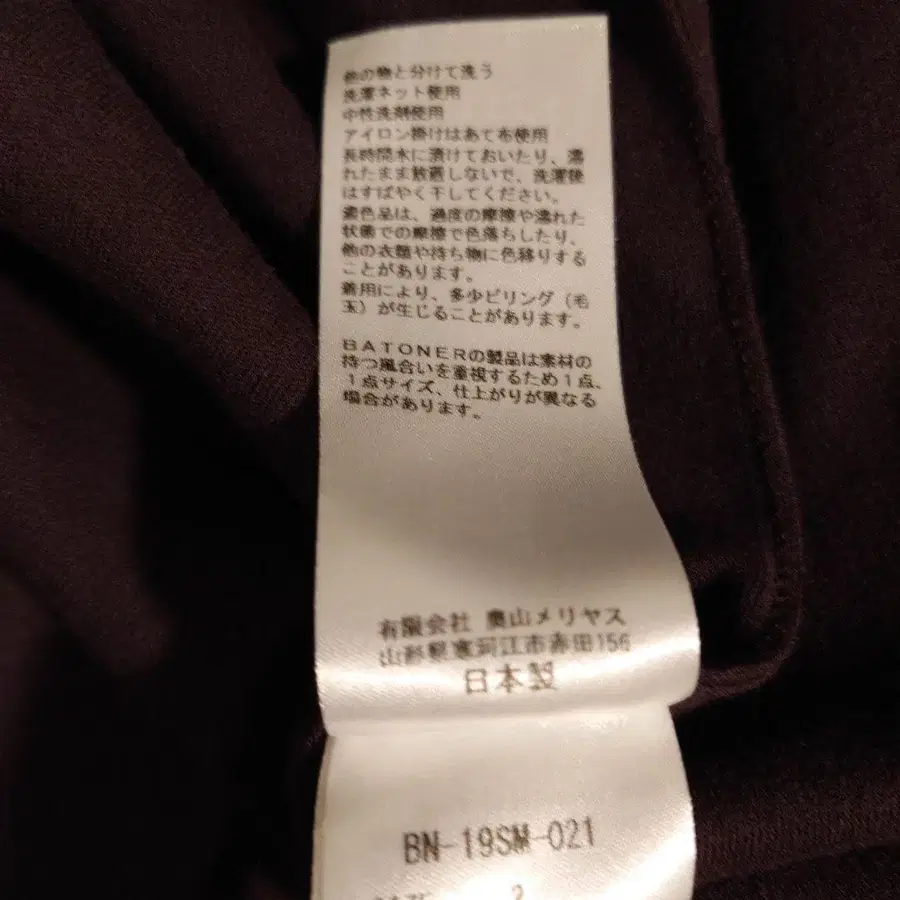 他の物と分けて洗う
洗濯ネット使用
中性洗剤使用
アイロン掛けはあて布使用
長時間水に漬けておいたり、濡
れたまま放置しないで、洗濯後
はすばやく干してください。
濃色品は、過度の摩擦や濡れた
状態での摩擦で色落ちしたり、
他の衣類や持ち物に色移りする
ことがあります。
着用により、多少ピリング（毛
玉）が生じることがあります。
BATONERの製品は素材の
持つ風合いを重視するため1点、
1点サイズ、仕上がりが異なる
場合があります。
有限会社 奥山メリヤス
山形県寒河江市赤田156
日本製
BN-19SM-021
2